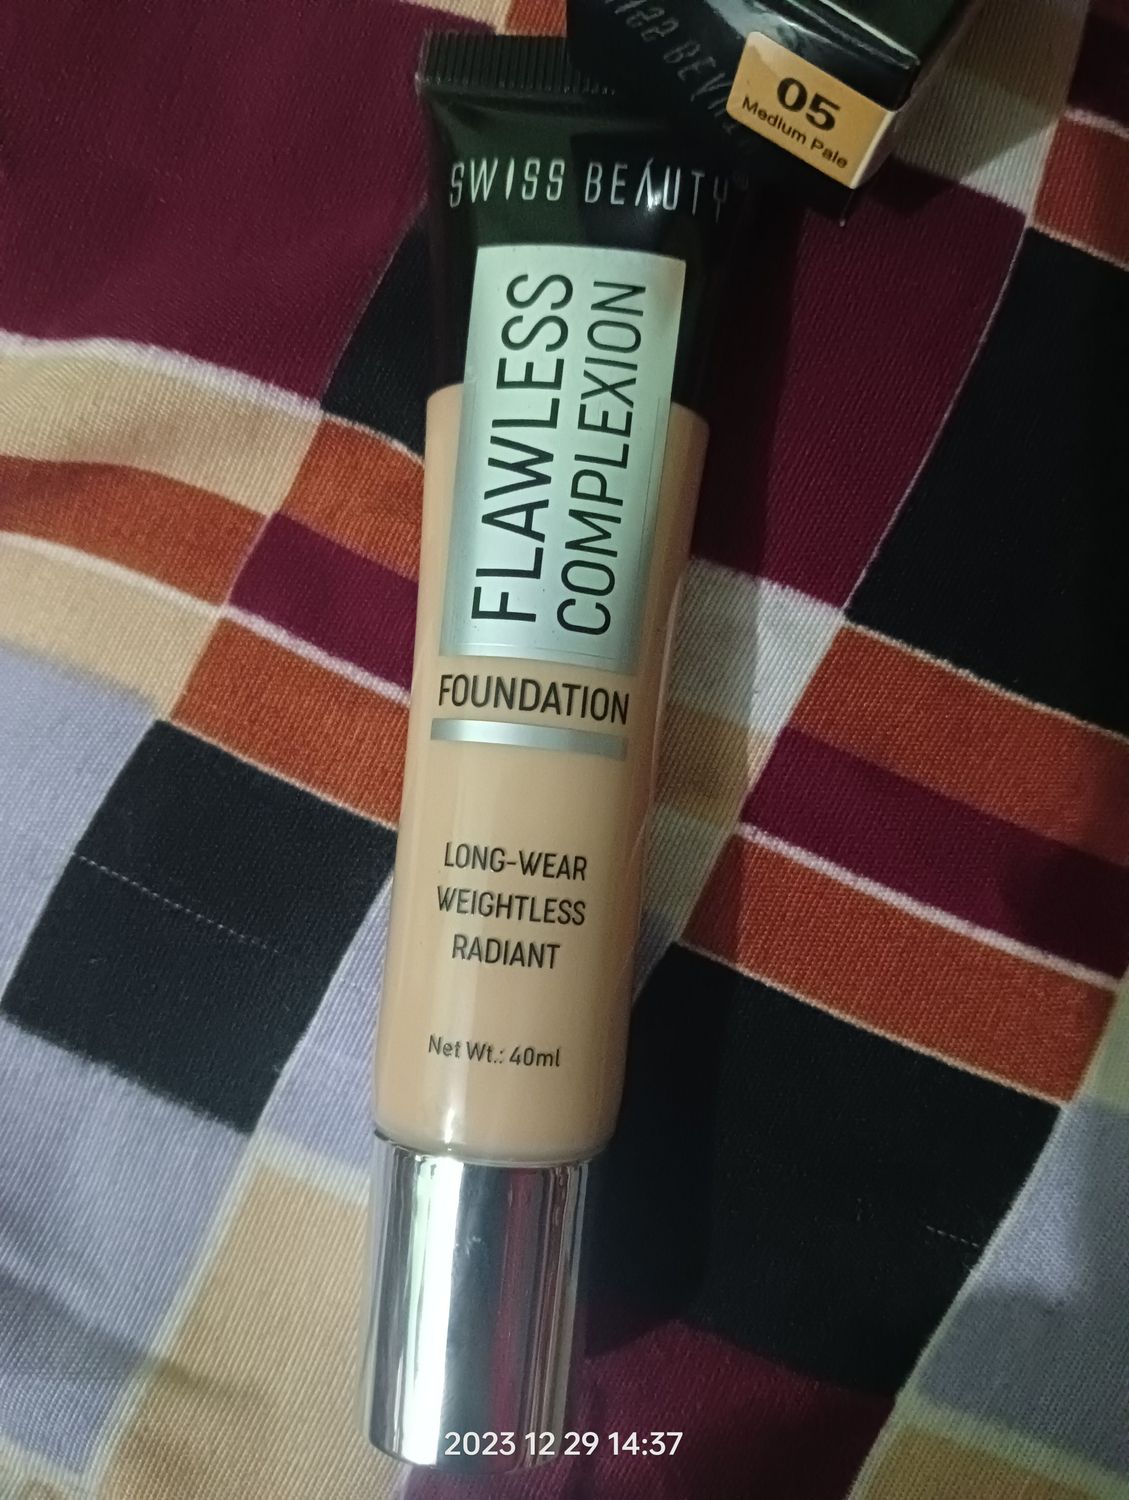 05
Medium Pale
SWISS BEAUTY
FLAWLESS
COMPLEXION
FOUNDATION
LONG-WEAR
WEIGHTLESS
RADIANT
Net Wt.: 40ml
2023 12 29 14:37